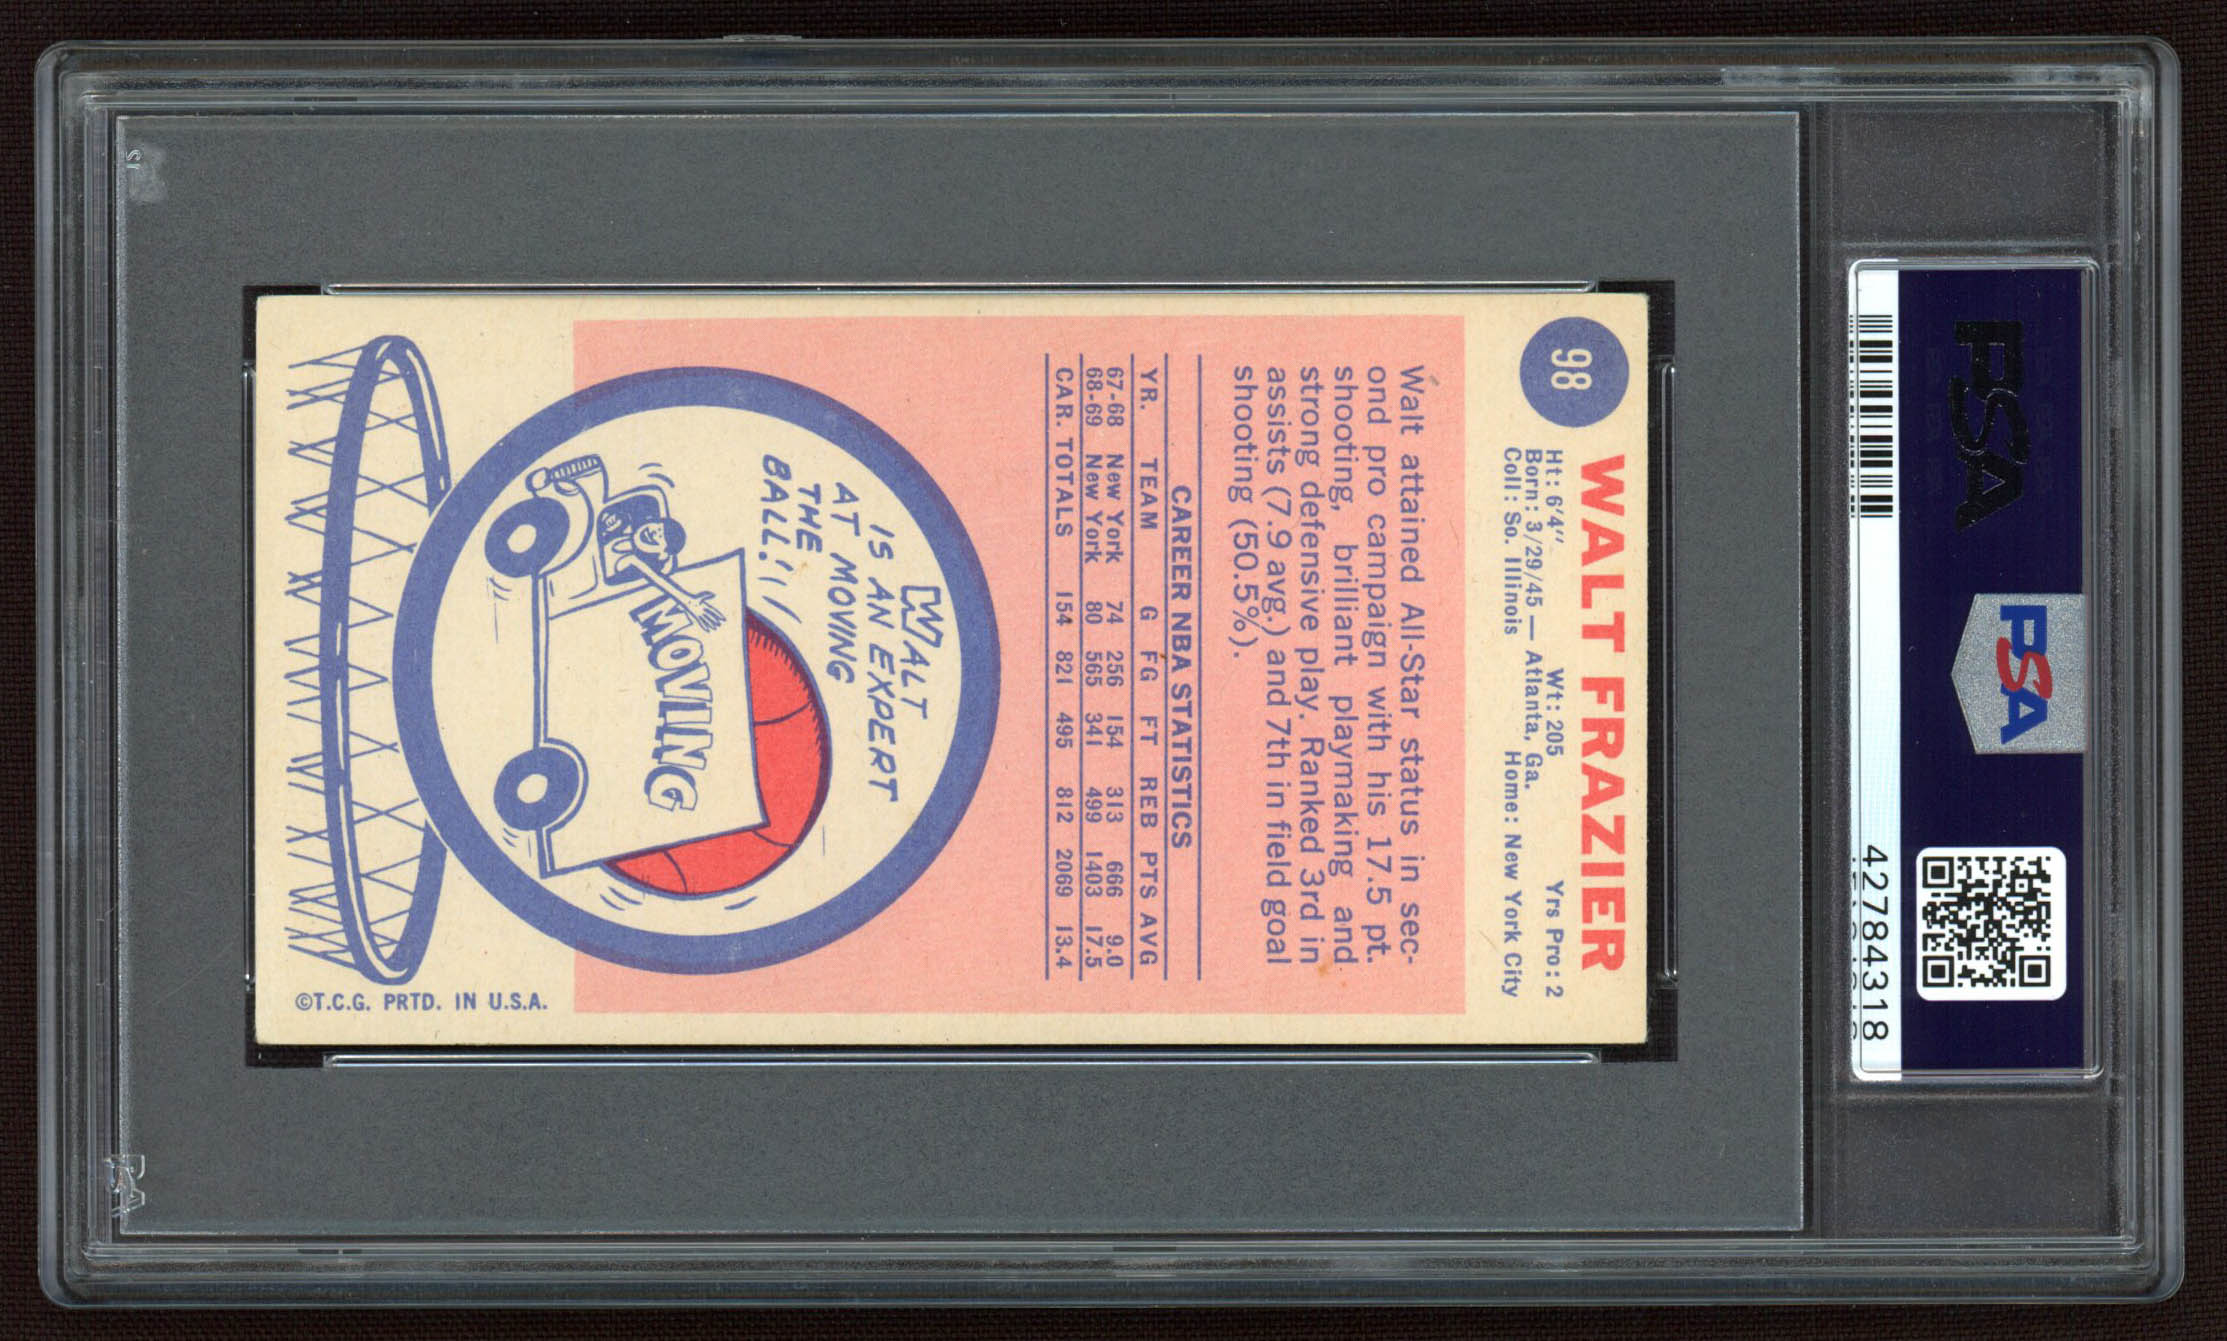 98
WALT FRAZIER
Ht: 6'4" Wt: 205 Yrs Pro: 2
Born: 3/29/45 — Atlanta, Ga.
Coll: So. Illinois Home: New York City
Walt attained All-Star status in sec-
ond pro campaign with his 17.5 pt.
shooting, brilliant playmaking and
strong defensive play. Ranked 3rd in
assists (7.9 avg.) and 7th in field goal
shooting (50.5%).
CAREER NBA STATISTICS
YR. TEAM G FG FT REB PTS AVG
67-68 New York 74 256 154 313 666 9.0
68-69 New York 80 565 341 499 1403 17.5
CAR. TOTALS 154 821 495 812 2069 13.4
WALT
IS AN EXPERT
AT MOVING
THE
BALL!!
MOVING
©T.C.G. PRTD. IN U.S.A.
PSA
PSA
42784318
PSA